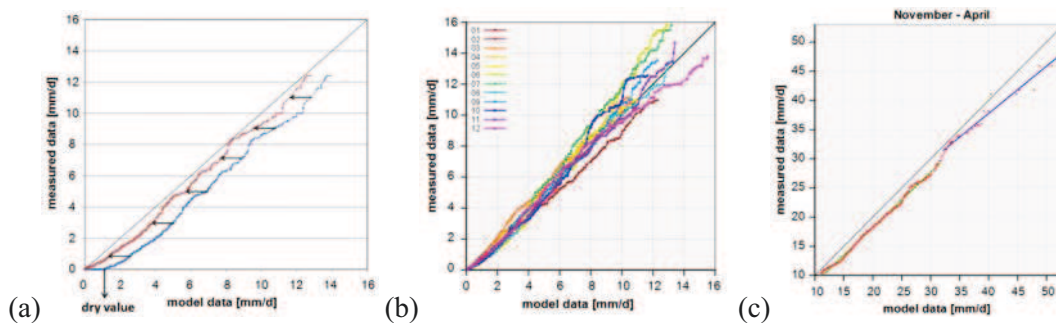 (a)
measured data [mm/d]
16
14
12
10
8
6
4
2
0
0 2 4 6 8 10 12 14 16
dry value
model data [mm/d]
(b)
measured data [mm/d]
16
14
12
10
8
6
4
2
0
01
02
03
04
05
06
07
08
09
10
11
12
0 2 4 6 8 10 12 14 16
model data [mm/d]
(c)
November - April
measured data [mm/d]
50
45
40
35
30
25
20
15
10
10 15 20 25 30 35 40 45 50
model data [mm/d]